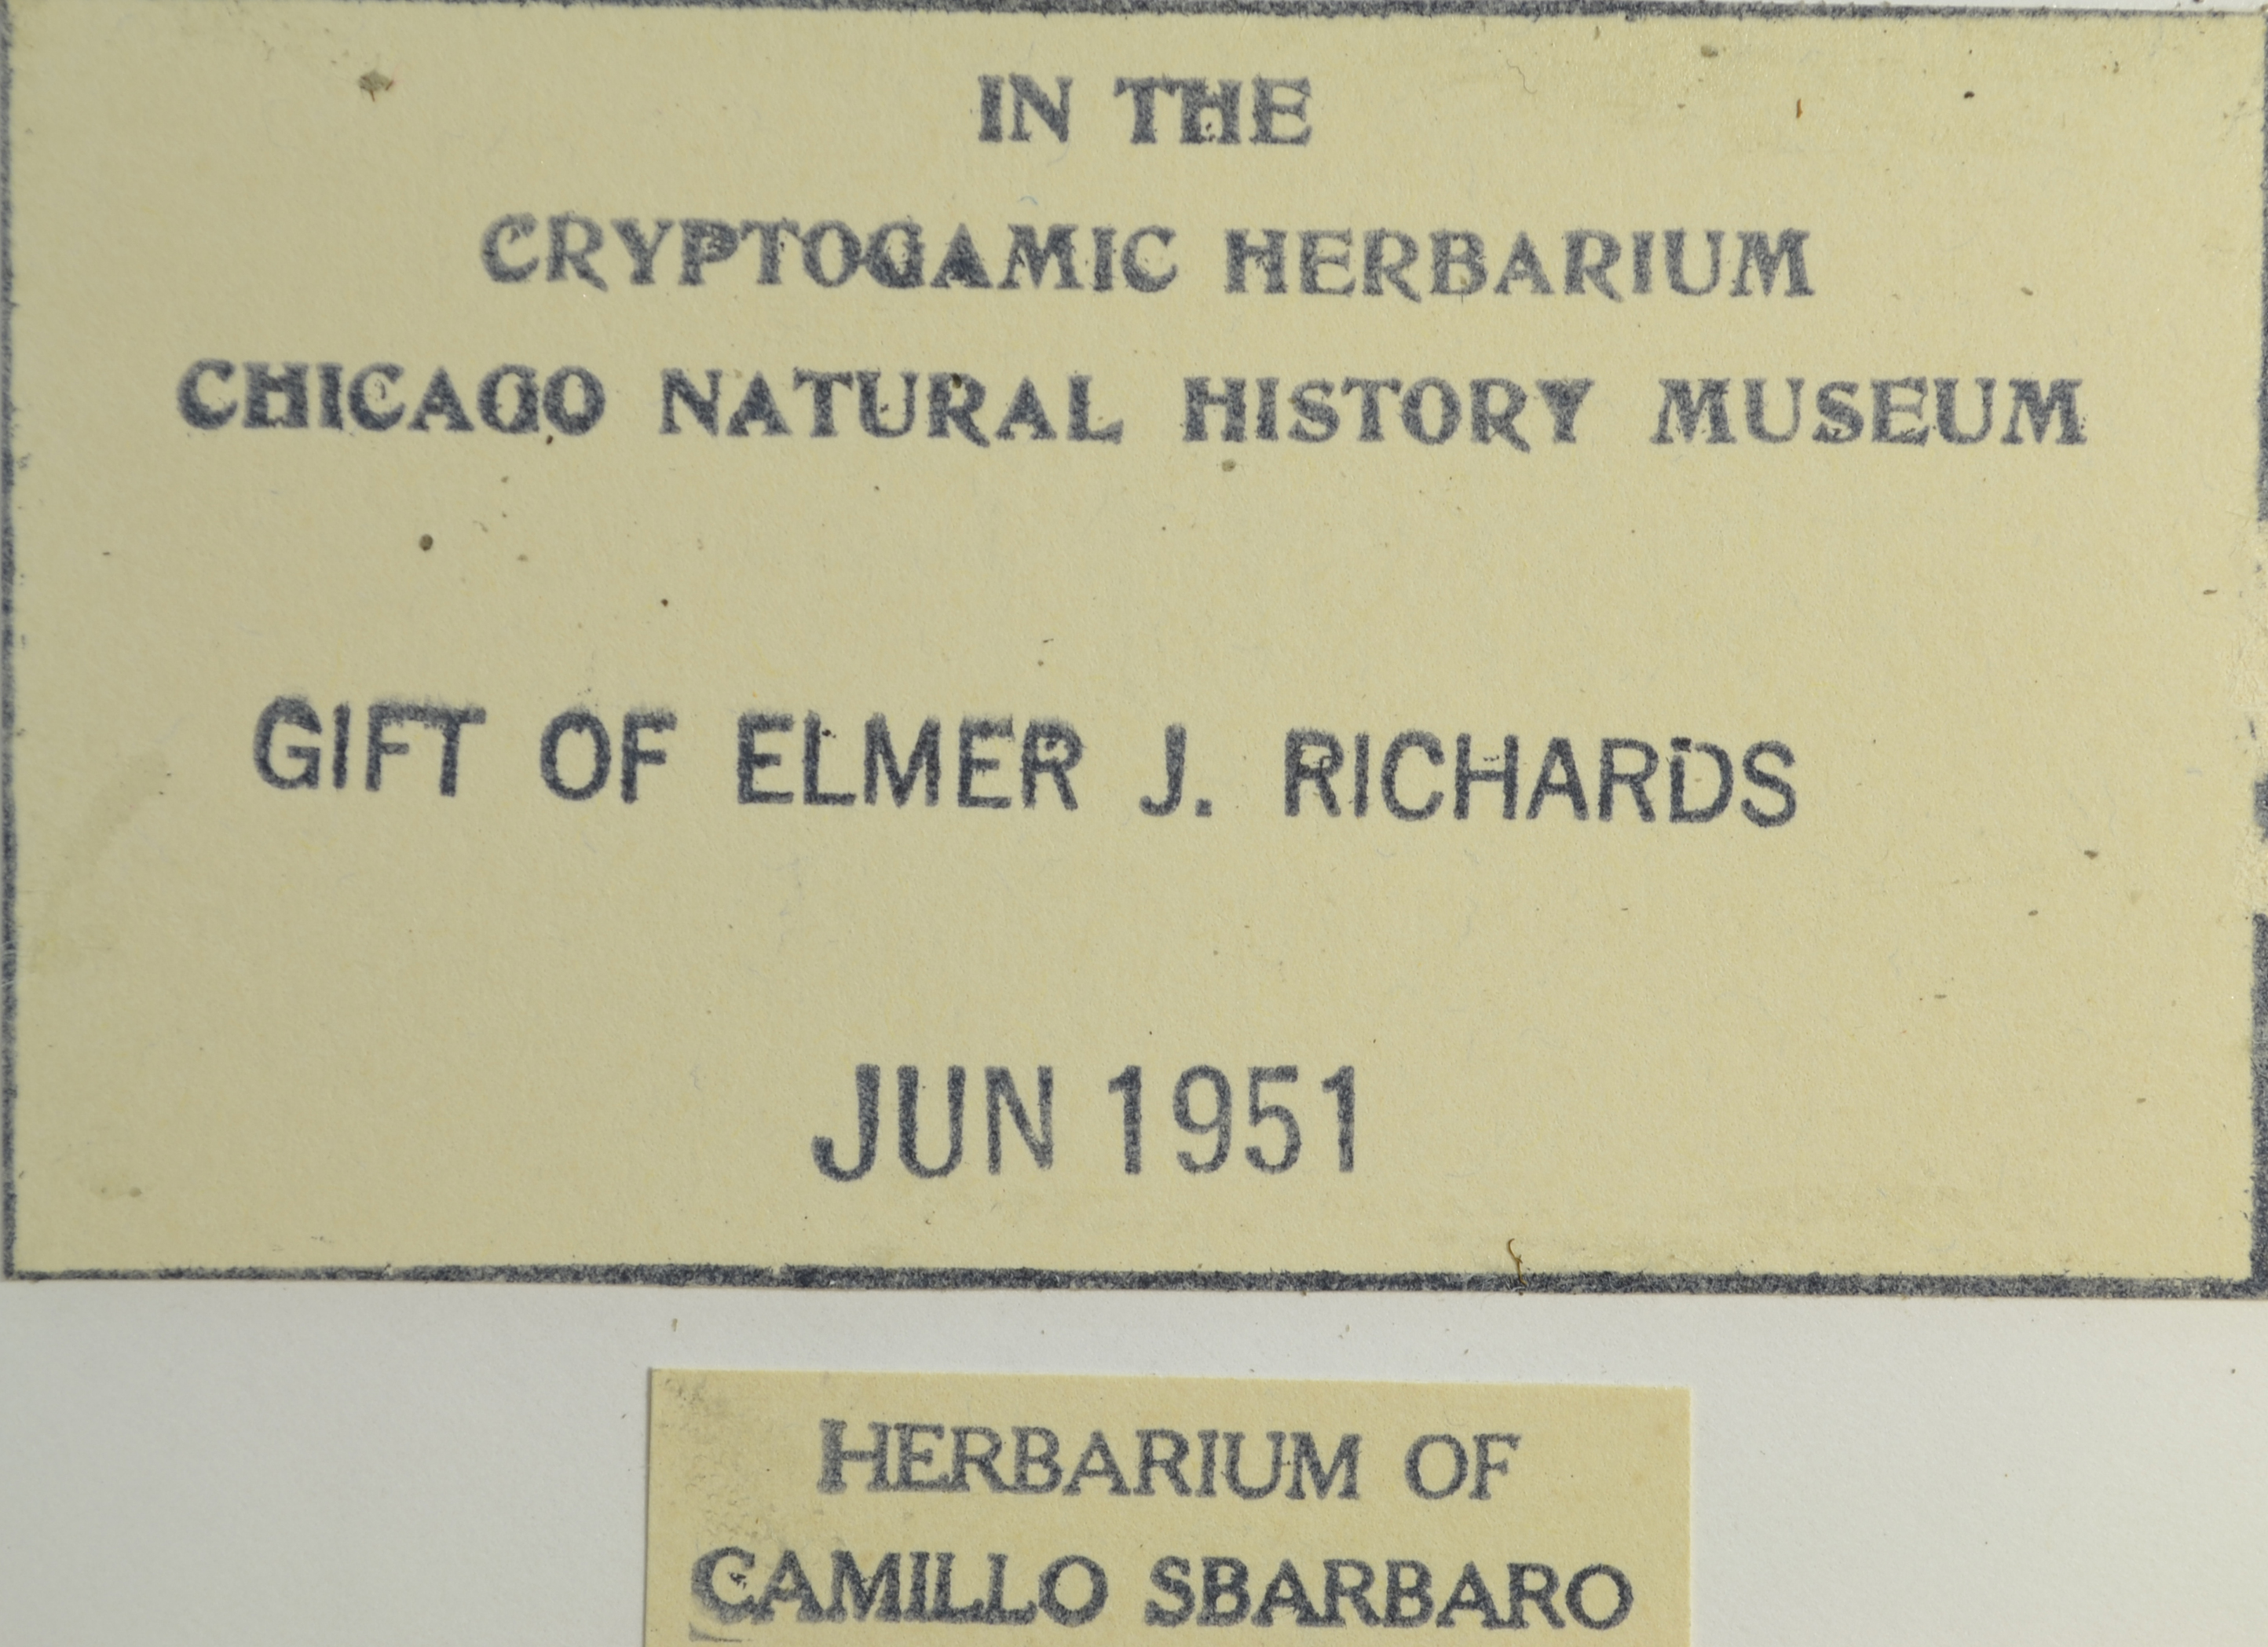 IN THE
CRYPTOGAMIC HERBARIUM
CHICAGO NATURAL HISTORY MUSEUM
GIFT OF ELMER J. RICHARDS
JUN 1951
HERBARIUM OF
CAMILLO SBARBARO